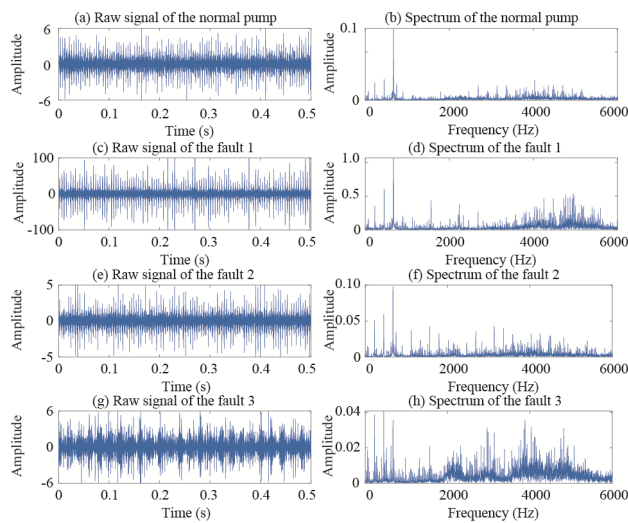 (a) Raw signal of the normal pump
Amplitude
6
0
-6
0 0.1 0.2 0.3 0.4 0.5
Time (s)
(b) Spectrum of the normal pump
Amplitude
0.1
0
0 2000 4000 6000
Frequency (Hz)
(c) Raw signal of the fault 1
Amplitude
100
0
-100
0 0.1 0.2 0.3 0.4 0.5
Time (s)
(d) Spectrum of the fault 1
Amplitude
1.0
0.5
0
0 2000 4000 6000
Frequency (Hz)
(e) Raw signal of the fault 2
Amplitude
5
0
-5
0 0.1 0.2 0.3 0.4 0.5
Time (s)
(f) Spectrum of the fault 2
Amplitude
0.10
0.05
0
0 2000 4000 6000
Frequency (Hz)
(g) Raw signal of the fault 3
Amplitude
6
0
-6
0 0.1 0.2 0.3 0.4 0.5
Time (s)
(h) Spectrum of the fault 3
Amplitude
0.04
0.02
0
0 2000 4000 6000
Frequency (Hz)